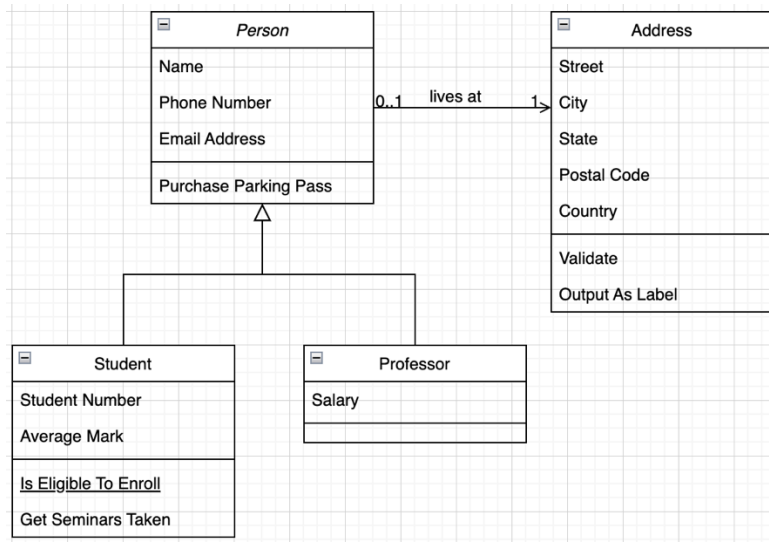 Person
Name
Phone Number
Email Address
Purchase Parking Pass
0..1 lives at 1
Address
Street
City
State
Postal Code
Country
Validate
Output As Label
Student
Student Number
Average Mark
Is Eligible To Enroll
Get Seminars Taken
Professor
Salary